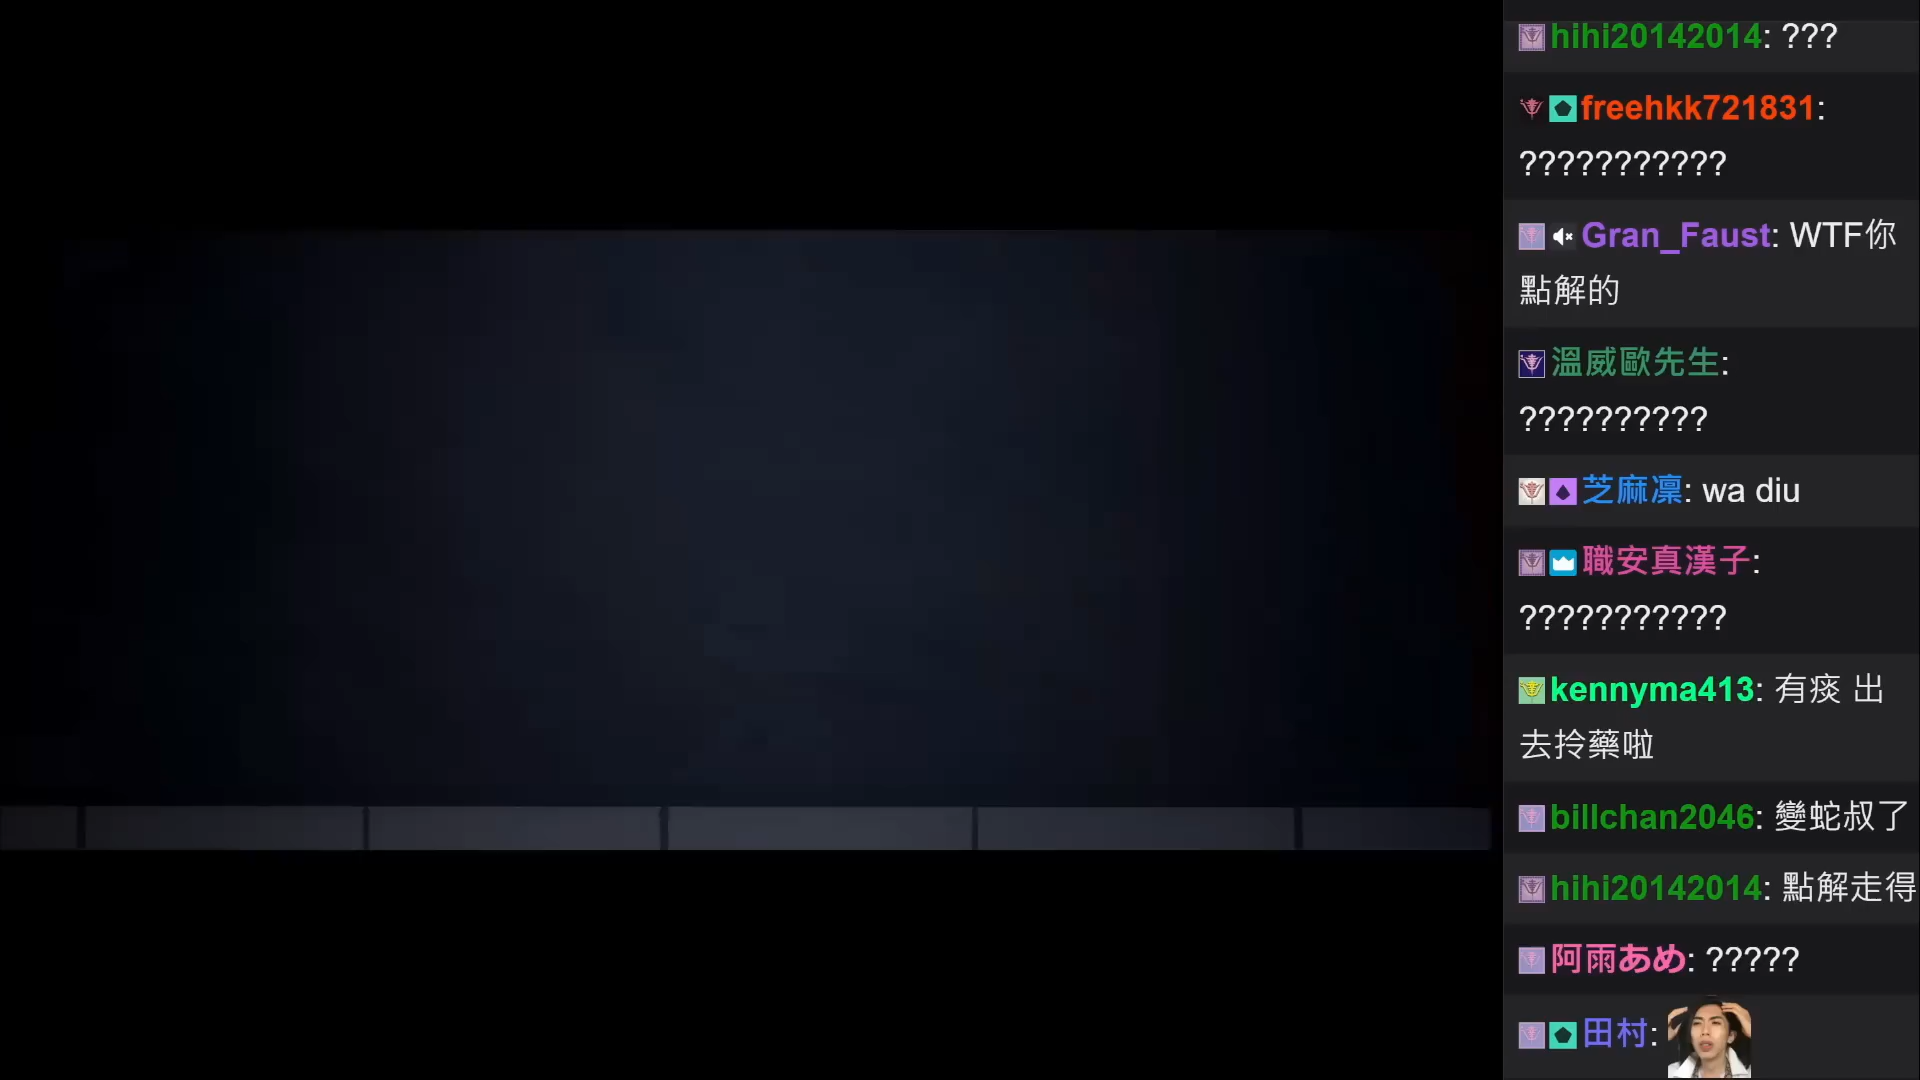 hihi20142014: ???
freehkk721831:
???????????
Gran_Faust: WTF你
點解的
溫威歐先生:
??????????
芝麻凜: wa diu
職安真漢子:
???????????
kennyma413: 有痰 出
去拎藥啦
billchan2046: 變蛇叔了
hihi20142014: 點解走得
阿雨あめ: ?????
田村: